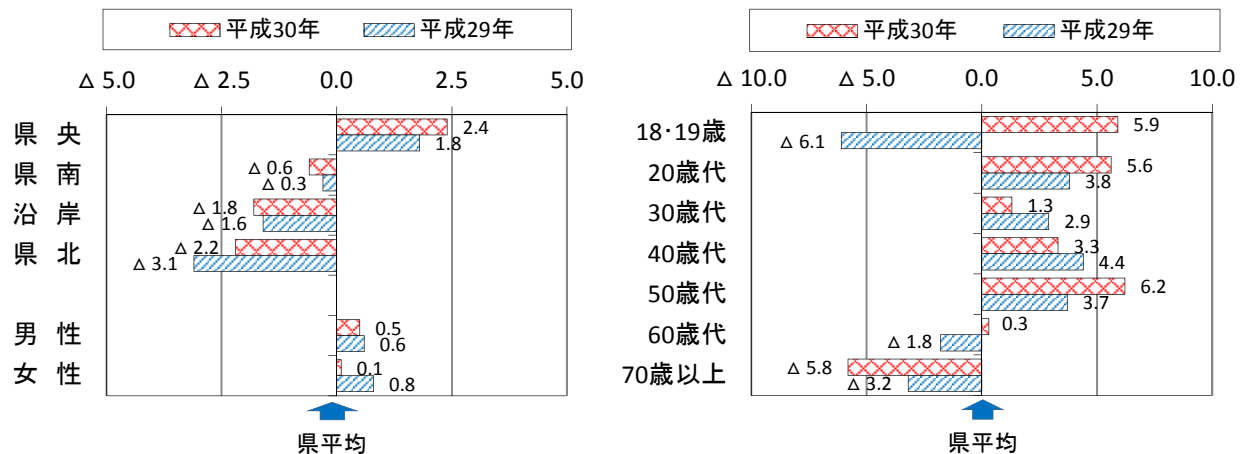 平成30年 平成29年
△ 5.0 △ 2.5 0.0 2.5 5.0
県 央 2.4
1.8
県 南 △ 0.6
△ 0.3
沿 岸 △ 1.8
△ 1.6
県 北 △ 2.2
△ 3.1
男 性 0.5
0.6
女 性 0.1
0.8
県平均
平成30年 平成29年
△ 10.0 △ 5.0 0.0 5.0 10.0
18・19歳 5.9
△ 6.1
20歳代 5.6
3.8
30歳代 1.3
2.9
40歳代 3.3
4.4
50歳代 6.2
3.7
60歳代 0.3
△ 1.8
70歳以上 △ 5.8
△ 3.2
県平均